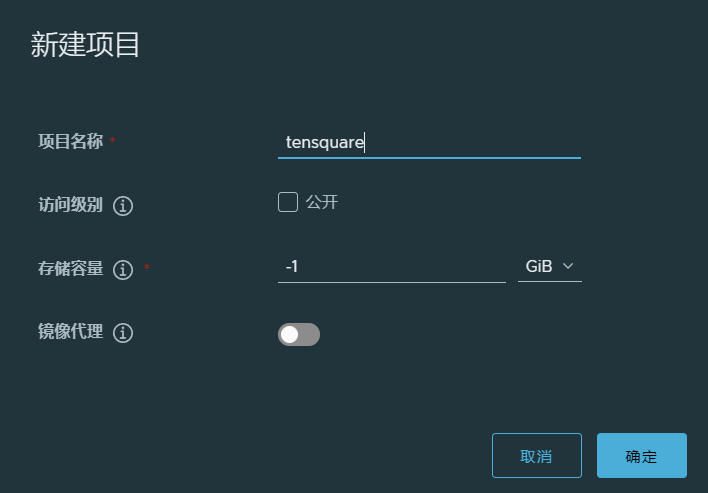 新建项目
项目名称 *
tensquare
访问级别
公开
存储容量 *
-1 GiB
镜像代理
取消 确定